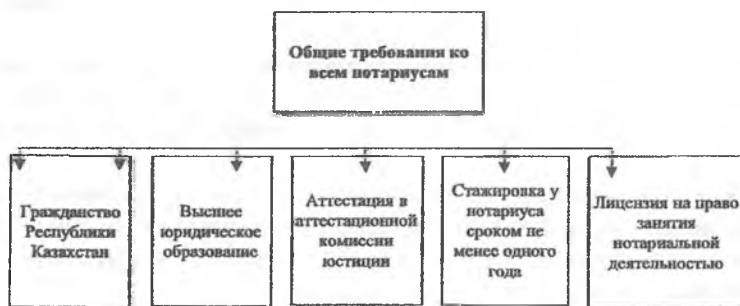 Общие требования ко
всем нотариусам
Гражданство
Республики
Казахстан
Высшее
юридическое
образование
Аттестация в
аттестационной
комиссии
юстиции
Стажировка у
нотариуса
сроком не
менее одного
года
Лицензия на право
занятия
нотариальной
деятельностью